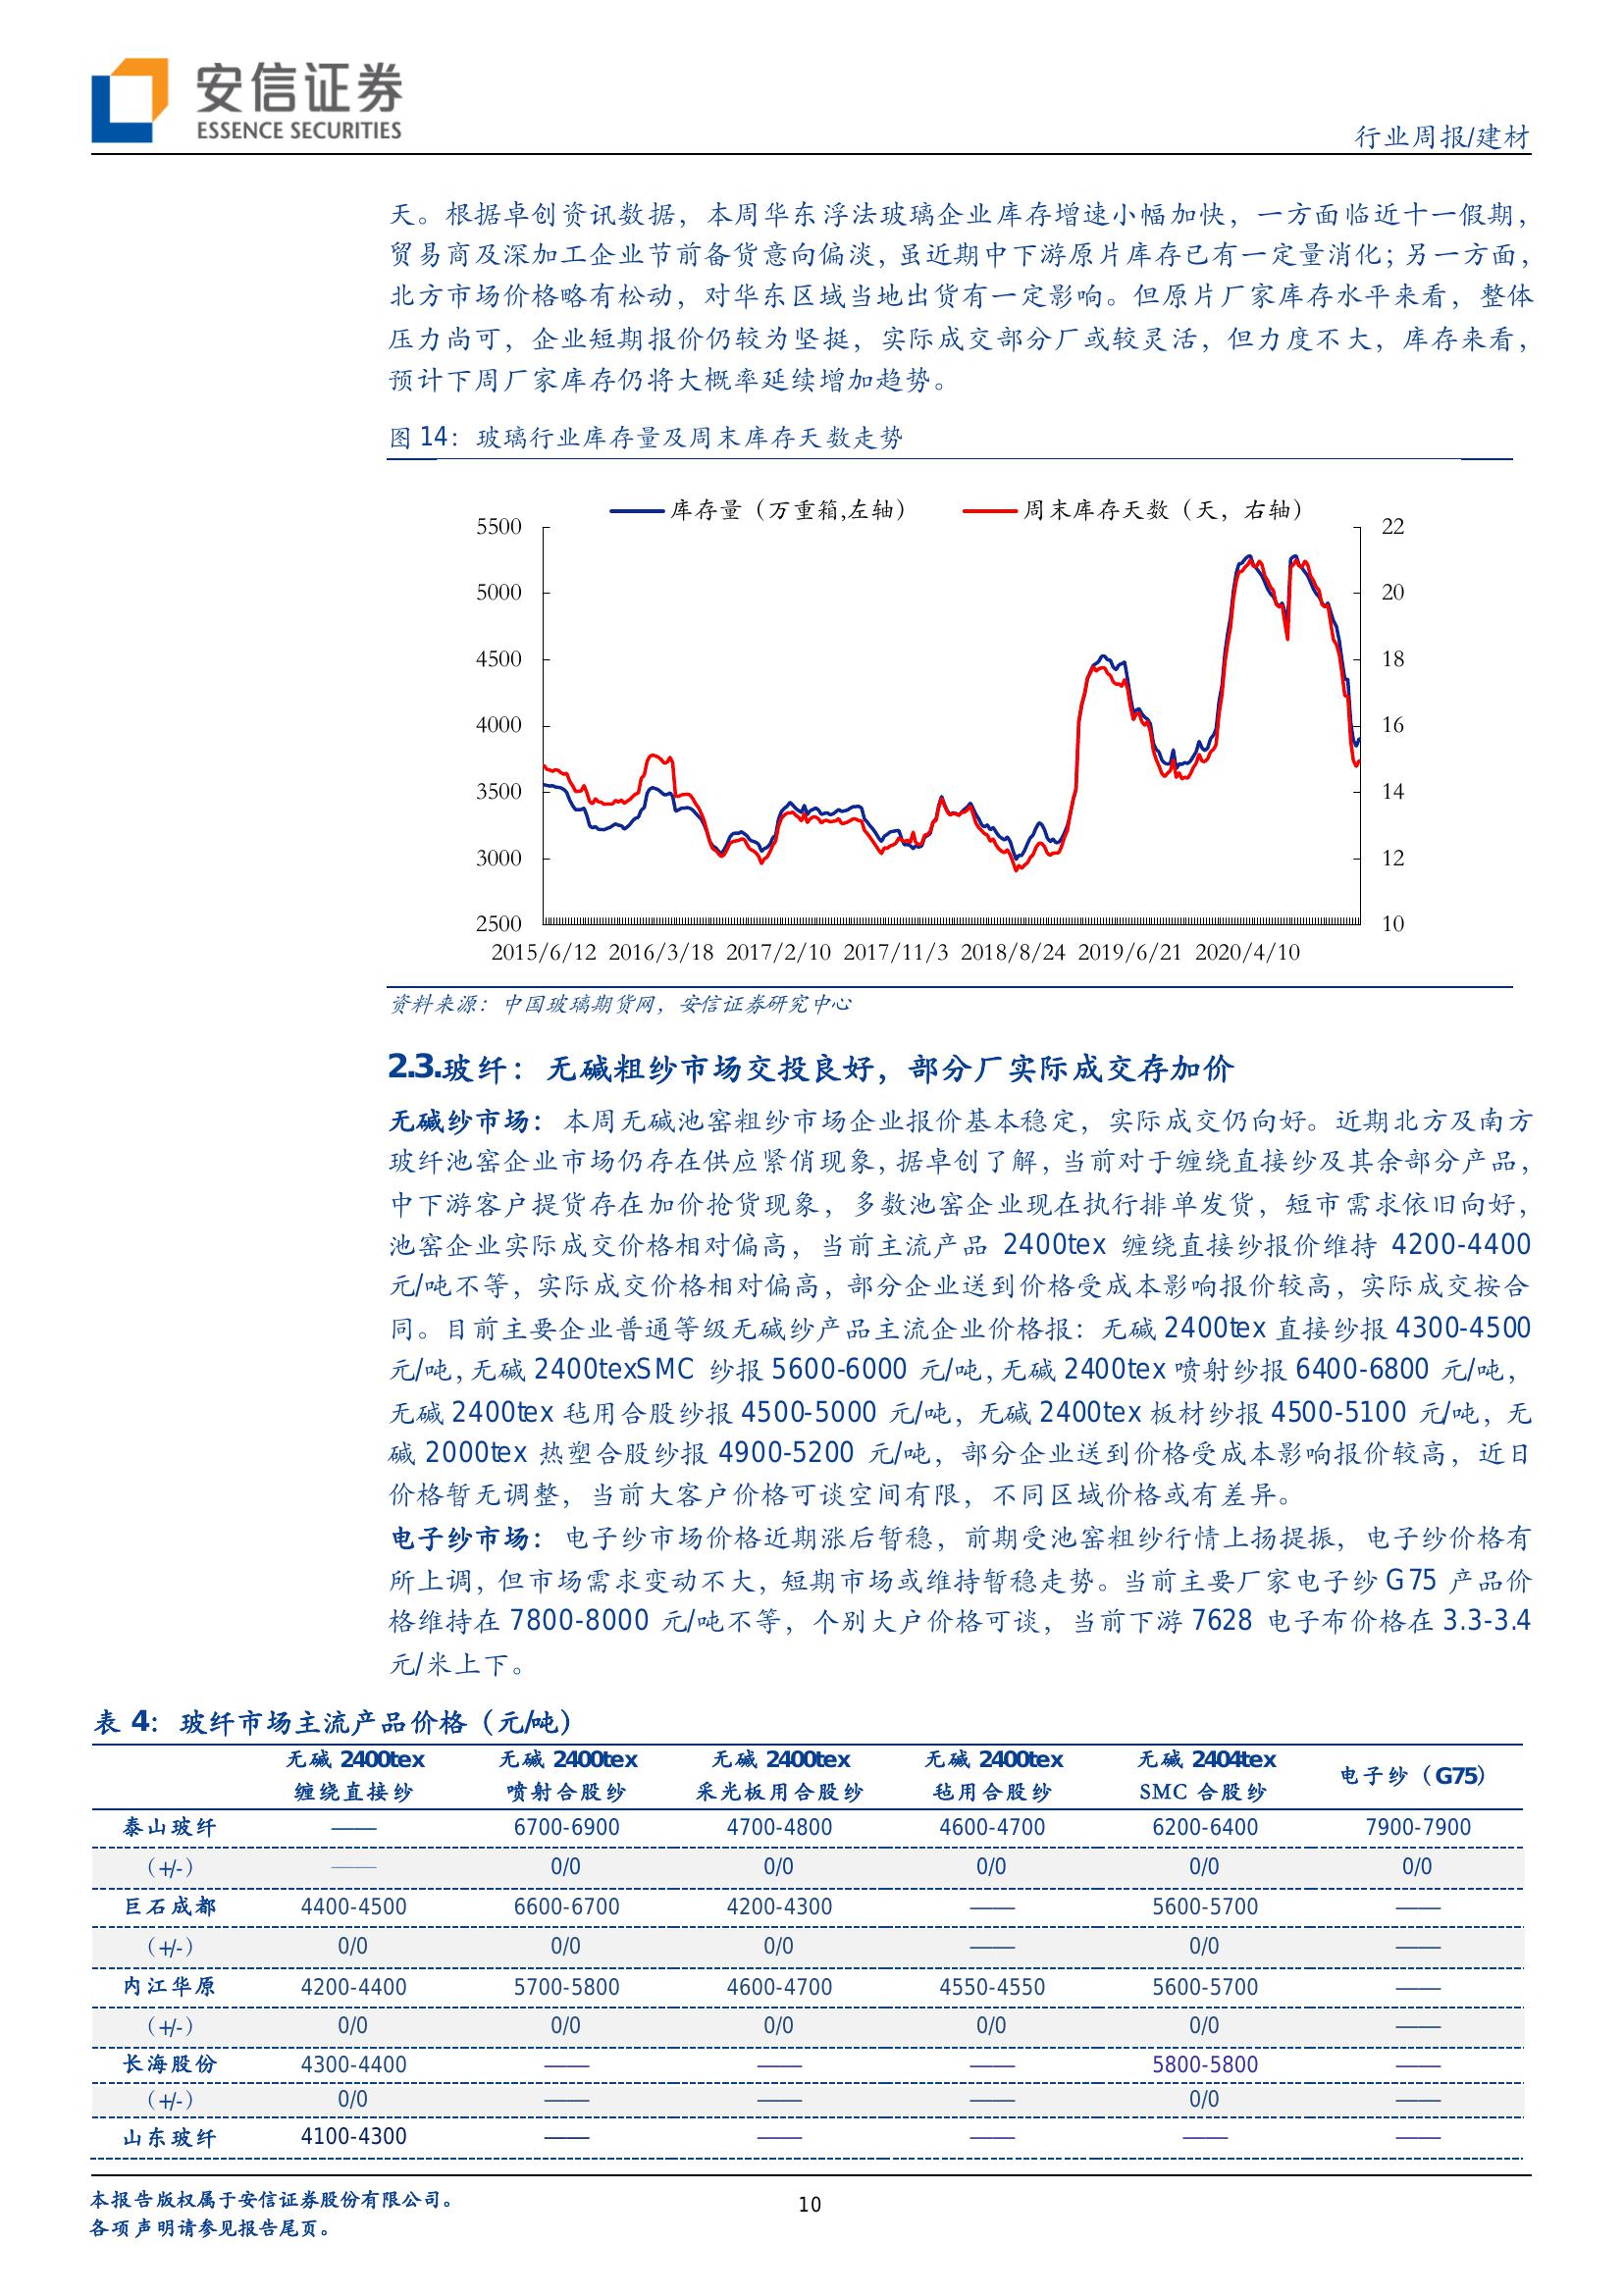 安信证券
ESSENCE SECURITIES
行业周报/建材
天。根据卓创资讯数据，本周华东浮法玻璃企业库存增速小幅加快，一方面临近十一假期，
贸易商及深加工企业节前备货意向偏淡，虽近期中下游原片库存已有一定量消化；另一方面，
北方市场价格略有松动，对华东区域当地出货有一定影响。但原片厂家库存水平来看，整体
压力尚可，企业短期报价仍较为坚挺，实际成交部分厂或较灵活，但力度不大，库存来看，
预计下周厂家库存仍将大概率延续增加趋势。
图 14：玻璃行业库存量及周末库存天数走势
库存量（万重箱,左轴） 周末库存天数（天，右轴）
5500 22
5000 20
4500 18
4000 16
3500 14
3000 12
2500 10
2015/6/12 2016/3/18 2017/2/10 2017/11/3 2018/8/24 2019/6/21 2020/4/10
资料来源：中国玻璃期货网，安信证券研究中心
2.3.玻纤：无碱粗纱市场交投良好，部分厂实际成交存加价
无碱纱市场：本周无碱池窑粗纱市场企业报价基本稳定，实际成交仍向好。近期北方及南方
玻纤池窑企业市场仍存在供应紧俏现象，据卓创了解，当前对于缠绕直接纱及其余部分产品，
中下游客户提货存在加价抢货现象，多数池窑企业现在执行排单发货，短市需求依旧向好，
池窑企业实际成交价格相对偏高，当前主流产品 2400tex 缠绕直接纱报价维持 4200-4400
元/吨不等，实际成交价格相对偏高，部分企业送到价格受成本影响报价较高，实际成交按合
同。目前主要企业普通等级无碱纱产品主流企业价格报：无碱 2400tex 直接纱报 4300-4500
元/吨，无碱 2400texSMC 纱报 5600-6000 元/吨，无碱 2400tex 喷射纱报 6400-6800 元/吨，
无碱 2400tex 毡用合股纱报 4500-5000 元/吨，无碱 2400tex 板材纱报 4500-5100 元/吨，无
碱 2000tex 热塑合股纱报 4900-5200 元/吨，部分企业送到价格受成本影响报价较高，近日
价格暂无调整，当前大客户价格可谈空间有限，不同区域价格或有差异。
电子纱市场：电子纱市场价格近期涨后暂稳，前期受池窑粗纱行情上扬提振，电子纱价格有
所上调，但市场需求变动不大，短期市场或维持暂稳走势。当前主要厂家电子纱 G75 产品价
格维持在 7800-8000 元/吨不等，个别大户价格可谈，当前下游 7628 电子布价格在 3.3-3.4
元/米上下。
表 4：玻纤市场主流产品价格（元/吨）
无碱 2400tex 无碱 2400tex 无碱 2400tex 无碱 2400tex 无碱 2404tex 电子纱（G75）
缠绕直接纱 喷射合股纱 采光板用合股纱 毡用合股纱 SMC 合股纱
泰山玻纤 —— 6700-6900 4700-4800 4600-4700 6200-6400 7900-7900
（+/-） —— 0/0 0/0 0/0 0/0 0/0
巨石成都 4400-4500 6600-6700 4200-4300 —— 5600-5700 ——
（+/-） 0/0 0/0 0/0 —— 0/0 ——
内江华原 4200-4400 5700-5800 4600-4700 4550-4550 5600-5700 ——
（+/-） 0/0 0/0 0/0 0/0 0/0 ——
长海股份 4300-4400 —— —— —— 5800-5800 ——
（+/-） 0/0 —— —— —— 0/0 ——
山东玻纤 4100-4300 —— —— —— —— ——
本报告版权属于安信证券股份有限公司。
各项声明请参见报告尾页。
10